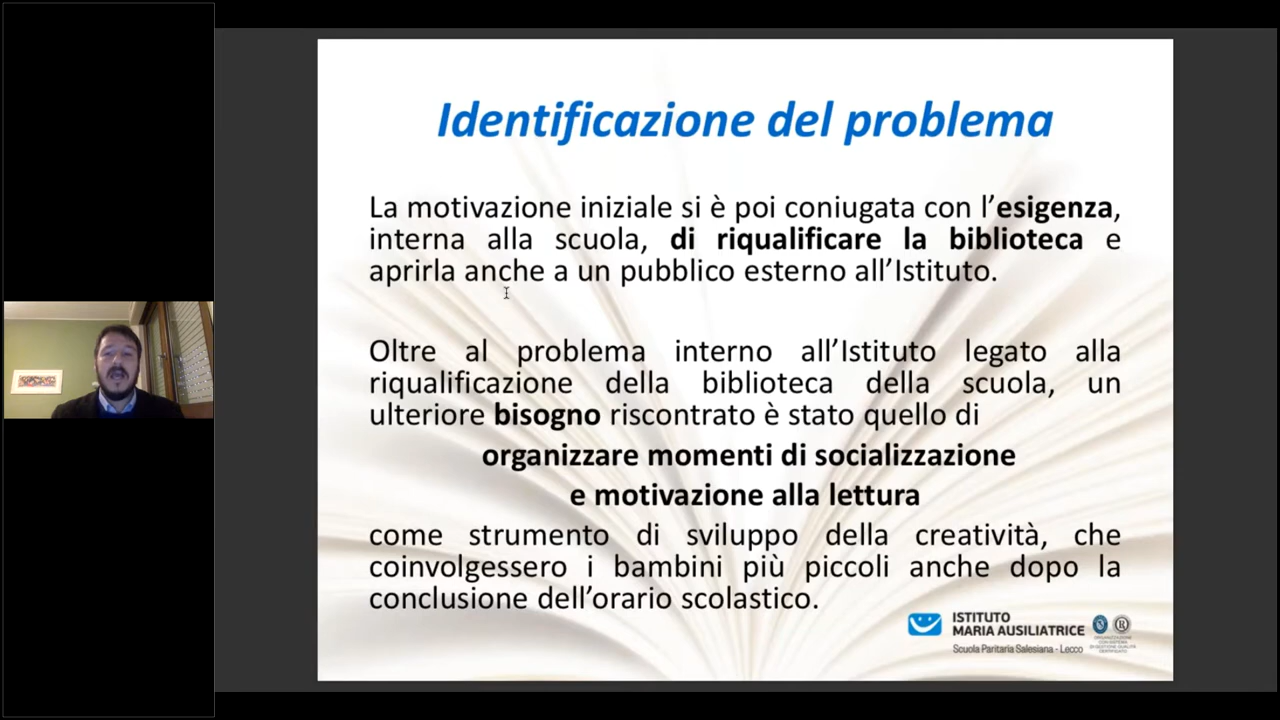 Identificazione del problema
La motivazione iniziale si è poi coniugata con l’esigenza,
interna alla scuola, di riqualificare la biblioteca e
aprirla anche a un pubblico esterno all’Istituto.
Oltre al problema interno all’Istituto legato alla
riqualificazione della biblioteca della scuola, un
ulteriore bisogno riscontrato è stato quello di
organizzare momenti di socializzazione
e motivazione alla lettura
come strumento di sviluppo della creatività, che
coinvolgessero i bambini più piccoli anche dopo la
conclusione dell’orario scolastico.
ISTITUTO
MARIA AUSILIATRICE
Scuola Paritaria Salesiana - Lecco